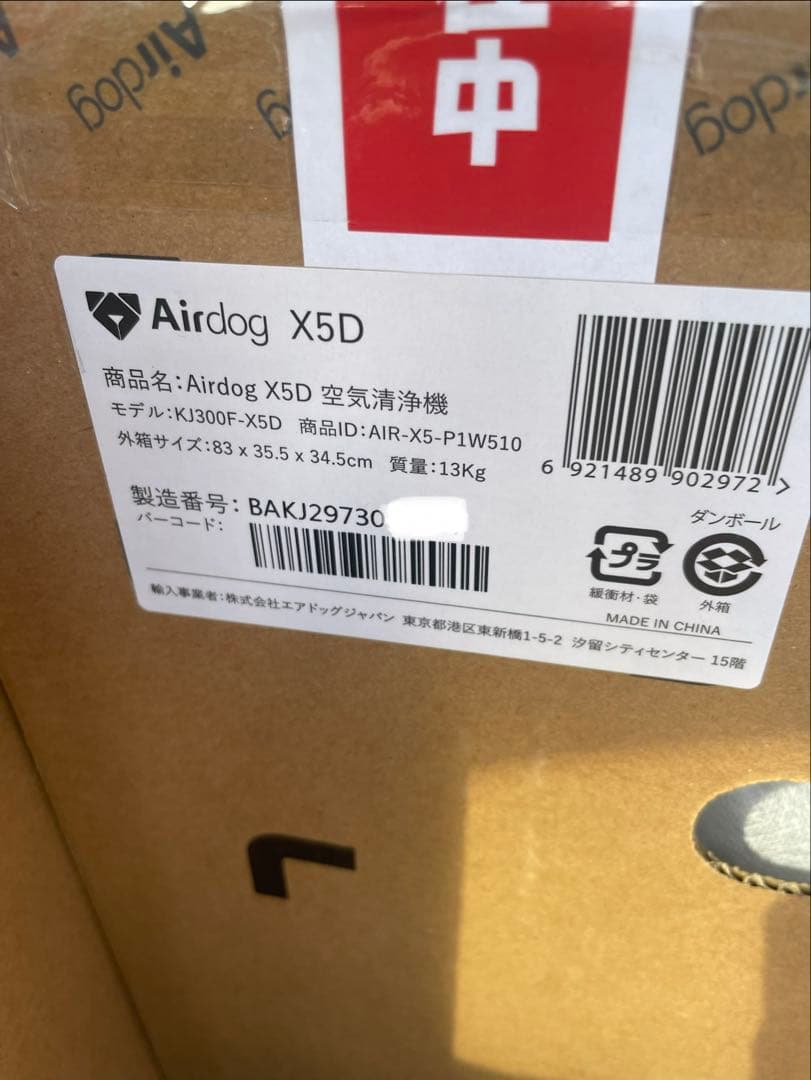 Airdog
中
Airdog X5D
商品名:Airdog X5D 空気清浄機
モデル:KJ300F-X5D 商品ID:AIR-X5-P1W510
外箱サイズ:83 x 35.5 x 34.5cm 質量:13Kg
6 921489 902972 >
製造番号: BAKJ29730
バーコード:
ダンボール
プラ
緩衝材・袋
外箱
MADE IN CHINA
輸入事業者:株式会社エアドッグジャパン 東京都港区東新橋1-5-2 汐留シティセンター 15階